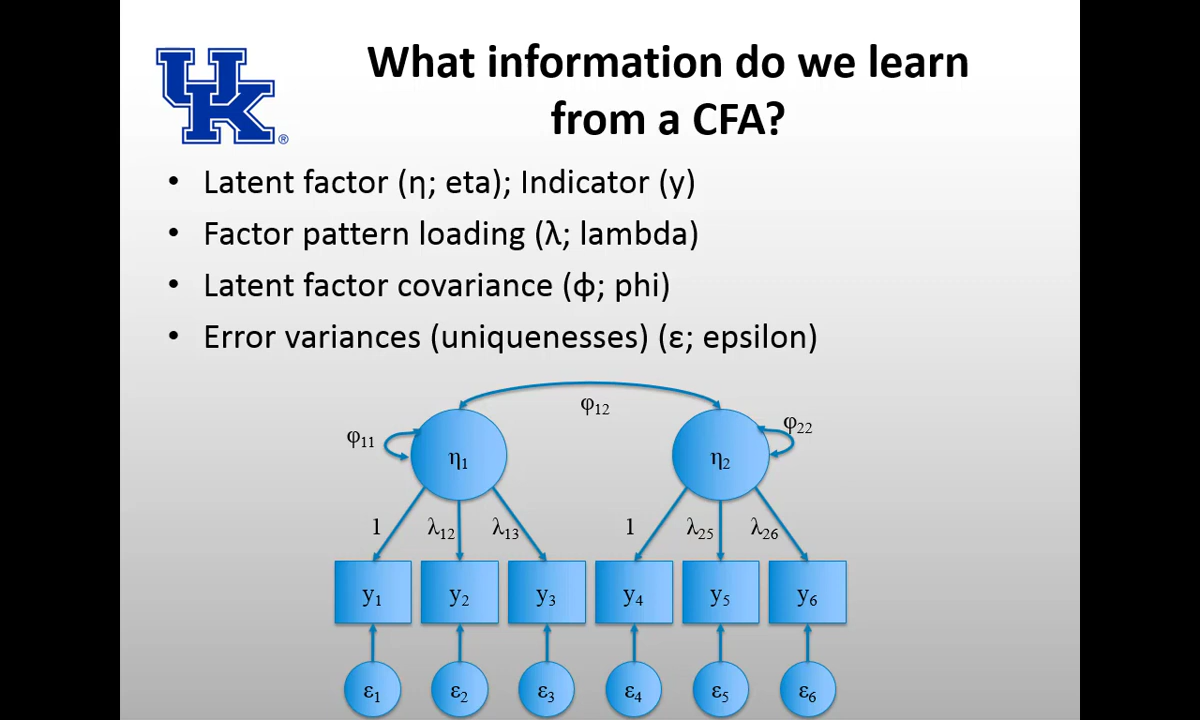 What information do we learn
from a CFA?
UK®
• Latent factor (η; eta); Indicator (y)
• Factor pattern loading (λ; lambda)
• Latent factor covariance (ϕ; phi)
• Error variances (uniquenesses) (ε; epsilon)
φ12
φ11 η1 η2 φ22
1 λ12 λ13 1 λ25 λ26
y1 y2 y3 y4 y5 y6
ε1 ε2 ε3 ε4 ε5 ε6